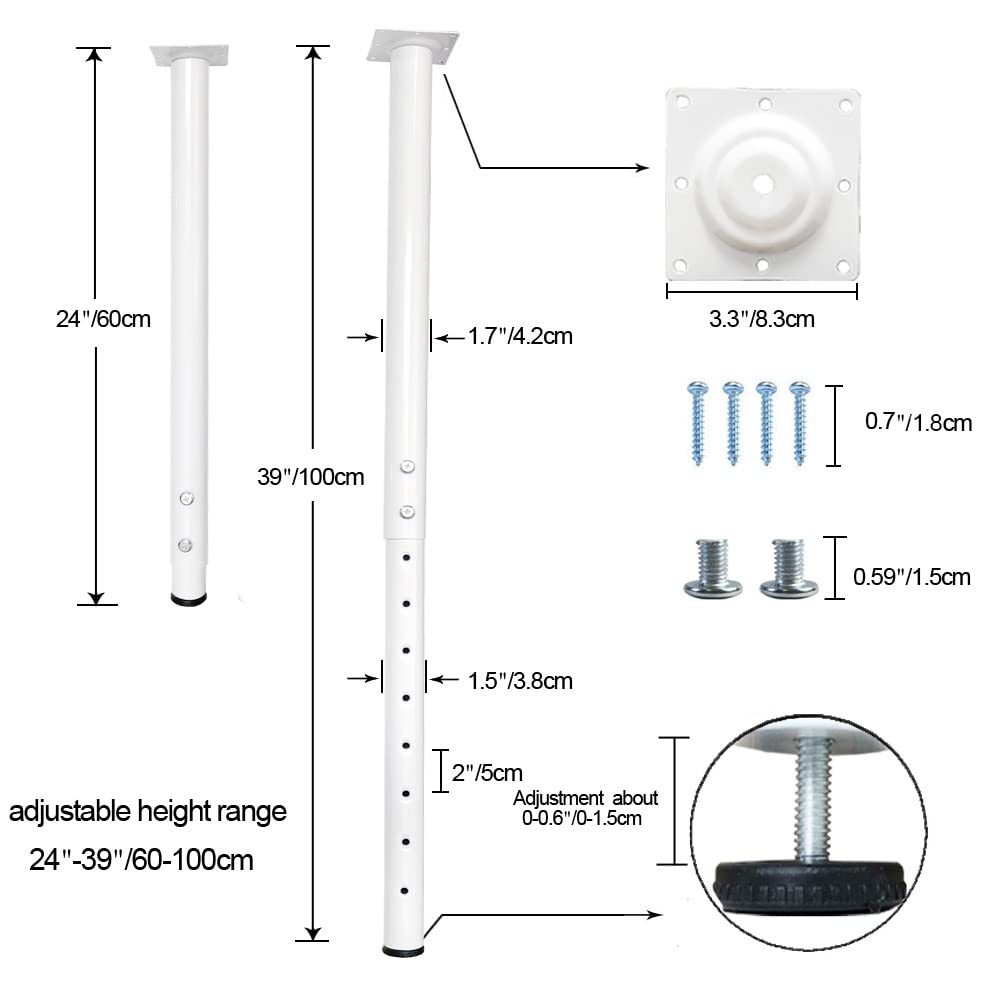 24"/60cm
39"/100cm
1.7"/4.2cm
3.3"/8.3cm
0.7"/1.8cm
0.59"/1.5cm
1.5"/3.8cm
2"/5cm
Adjustment about
0-0.6"/0-1.5cm
adjustable height range
24"-39"/60-100cm